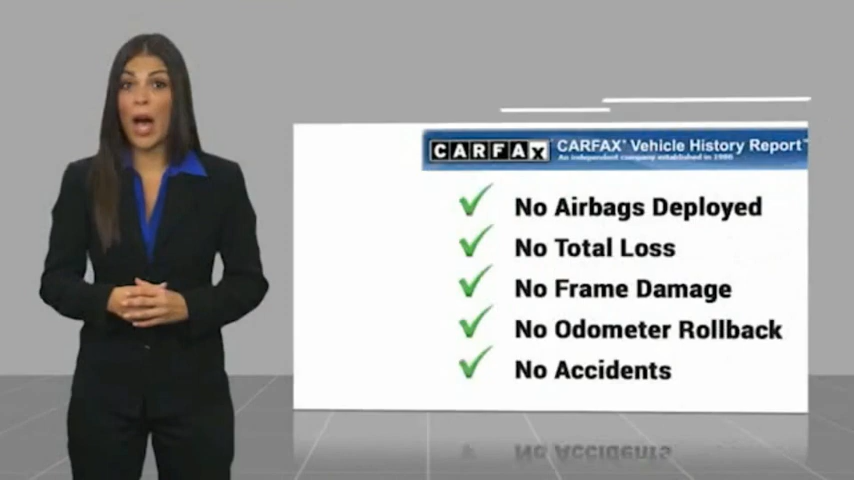 CARFAX CARFAX® Vehicle History Report™
An independent company established in 1986
No Airbags Deployed
No Total Loss
No Frame Damage
No Odometer Rollback
No Accidents